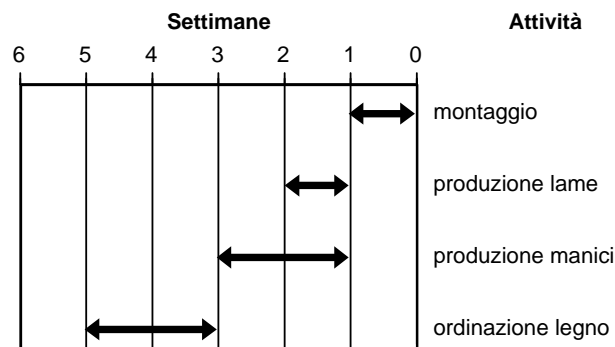 Settimane Attività
6 5 4 3 2 1 0
montaggio
produzione lame
produzione manici
ordinazione legno